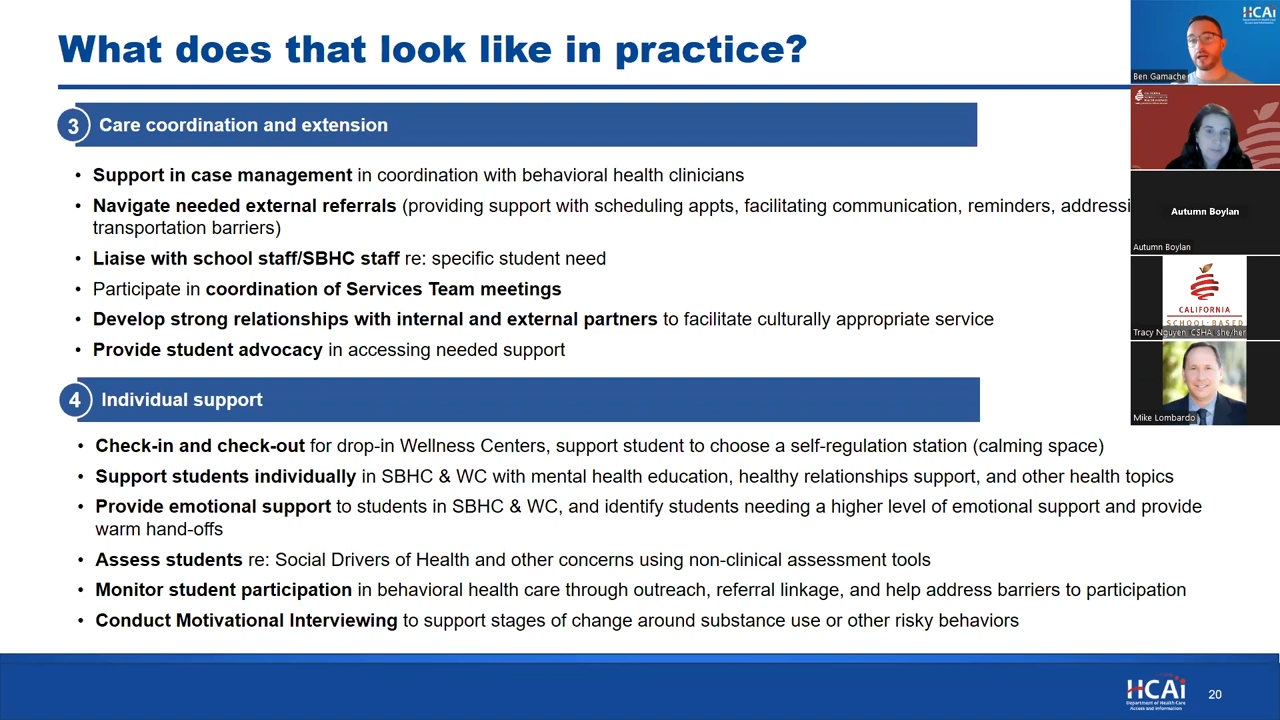 What does that look like in practice?
3 Care coordination and extension
• Support in case management in coordination with behavioral health clinicians
• Navigate needed external referrals (providing support with scheduling appts, facilitating communication, reminders, addressi
transportation barriers)
• Liaise with school staff/SBHC staff re: specific student need
• Participate in coordination of Services Team meetings
• Develop strong relationships with internal and external partners to facilitate culturally appropriate service
• Provide student advocacy in accessing needed support
4 Individual support
• Check-in and check-out for drop-in Wellness Centers, support student to choose a self-regulation station (calming space)
• Support students individually in SBHC & WC with mental health education, healthy relationships support, and other health topics
• Provide emotional support to students in SBHC & WC, and identify students needing a higher level of emotional support and provide
warm hand-offs
• Assess students re: Social Drivers of Health and other concerns using non-clinical assessment tools
• Monitor student participation in behavioral health care through outreach, referral linkage, and help address barriers to participation
• Conduct Motivational Interviewing to support stages of change around substance use or other risky behaviors
HCAi
Department of Health Care
Access and Information
20
HCAi
Ben Gamache
Autumn Boylan
Autumn Boylan
CALIFORNIA
SCHOOL-BASED
Tracy Nguyen, CSHA, she/her
Mike Lombardo